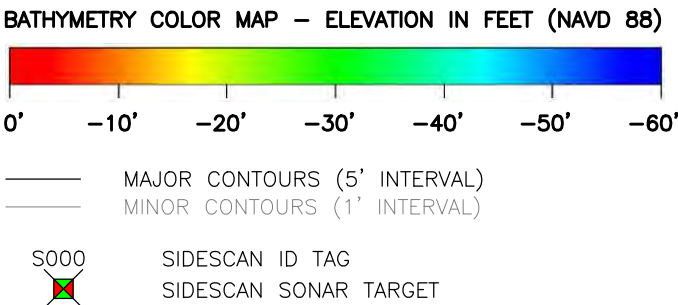 BATHYMETRY COLOR MAP – ELEVATION IN FEET (NAVD 88)
0' –10' –20' –30' –40' –50' –60'
MAJOR CONTOURS (5' INTERVAL)
MINOR CONTOURS (1' INTERVAL)
S000 SIDESCAN ID TAG
SIDESCAN SONAR TARGET